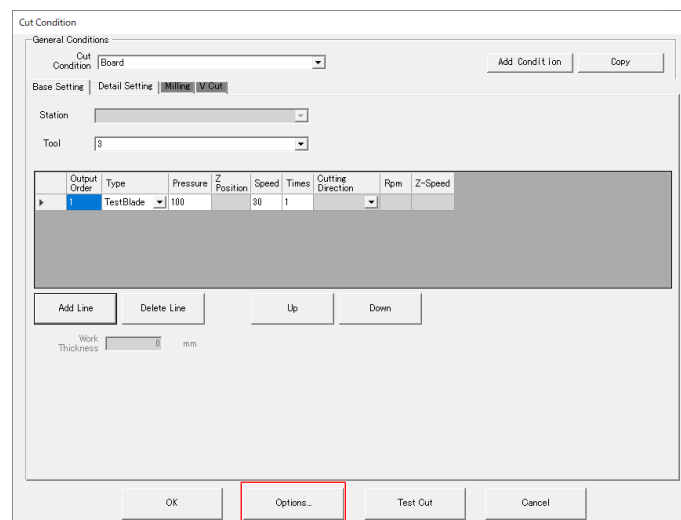 Cut Condition
General Conditions
Cut Condition Board Add Condition Copy
Base Setting Detail Setting Milling V Cut
Station
Tool 3
Output Order Type Pressure Z Position Speed Times Cutting Direction Rpm Z-Speed
1 TestBlade 100 30 1
Add Line Delete Line Up Down
Work Thickness 0 mm
OK Options... Test Cut Cancel